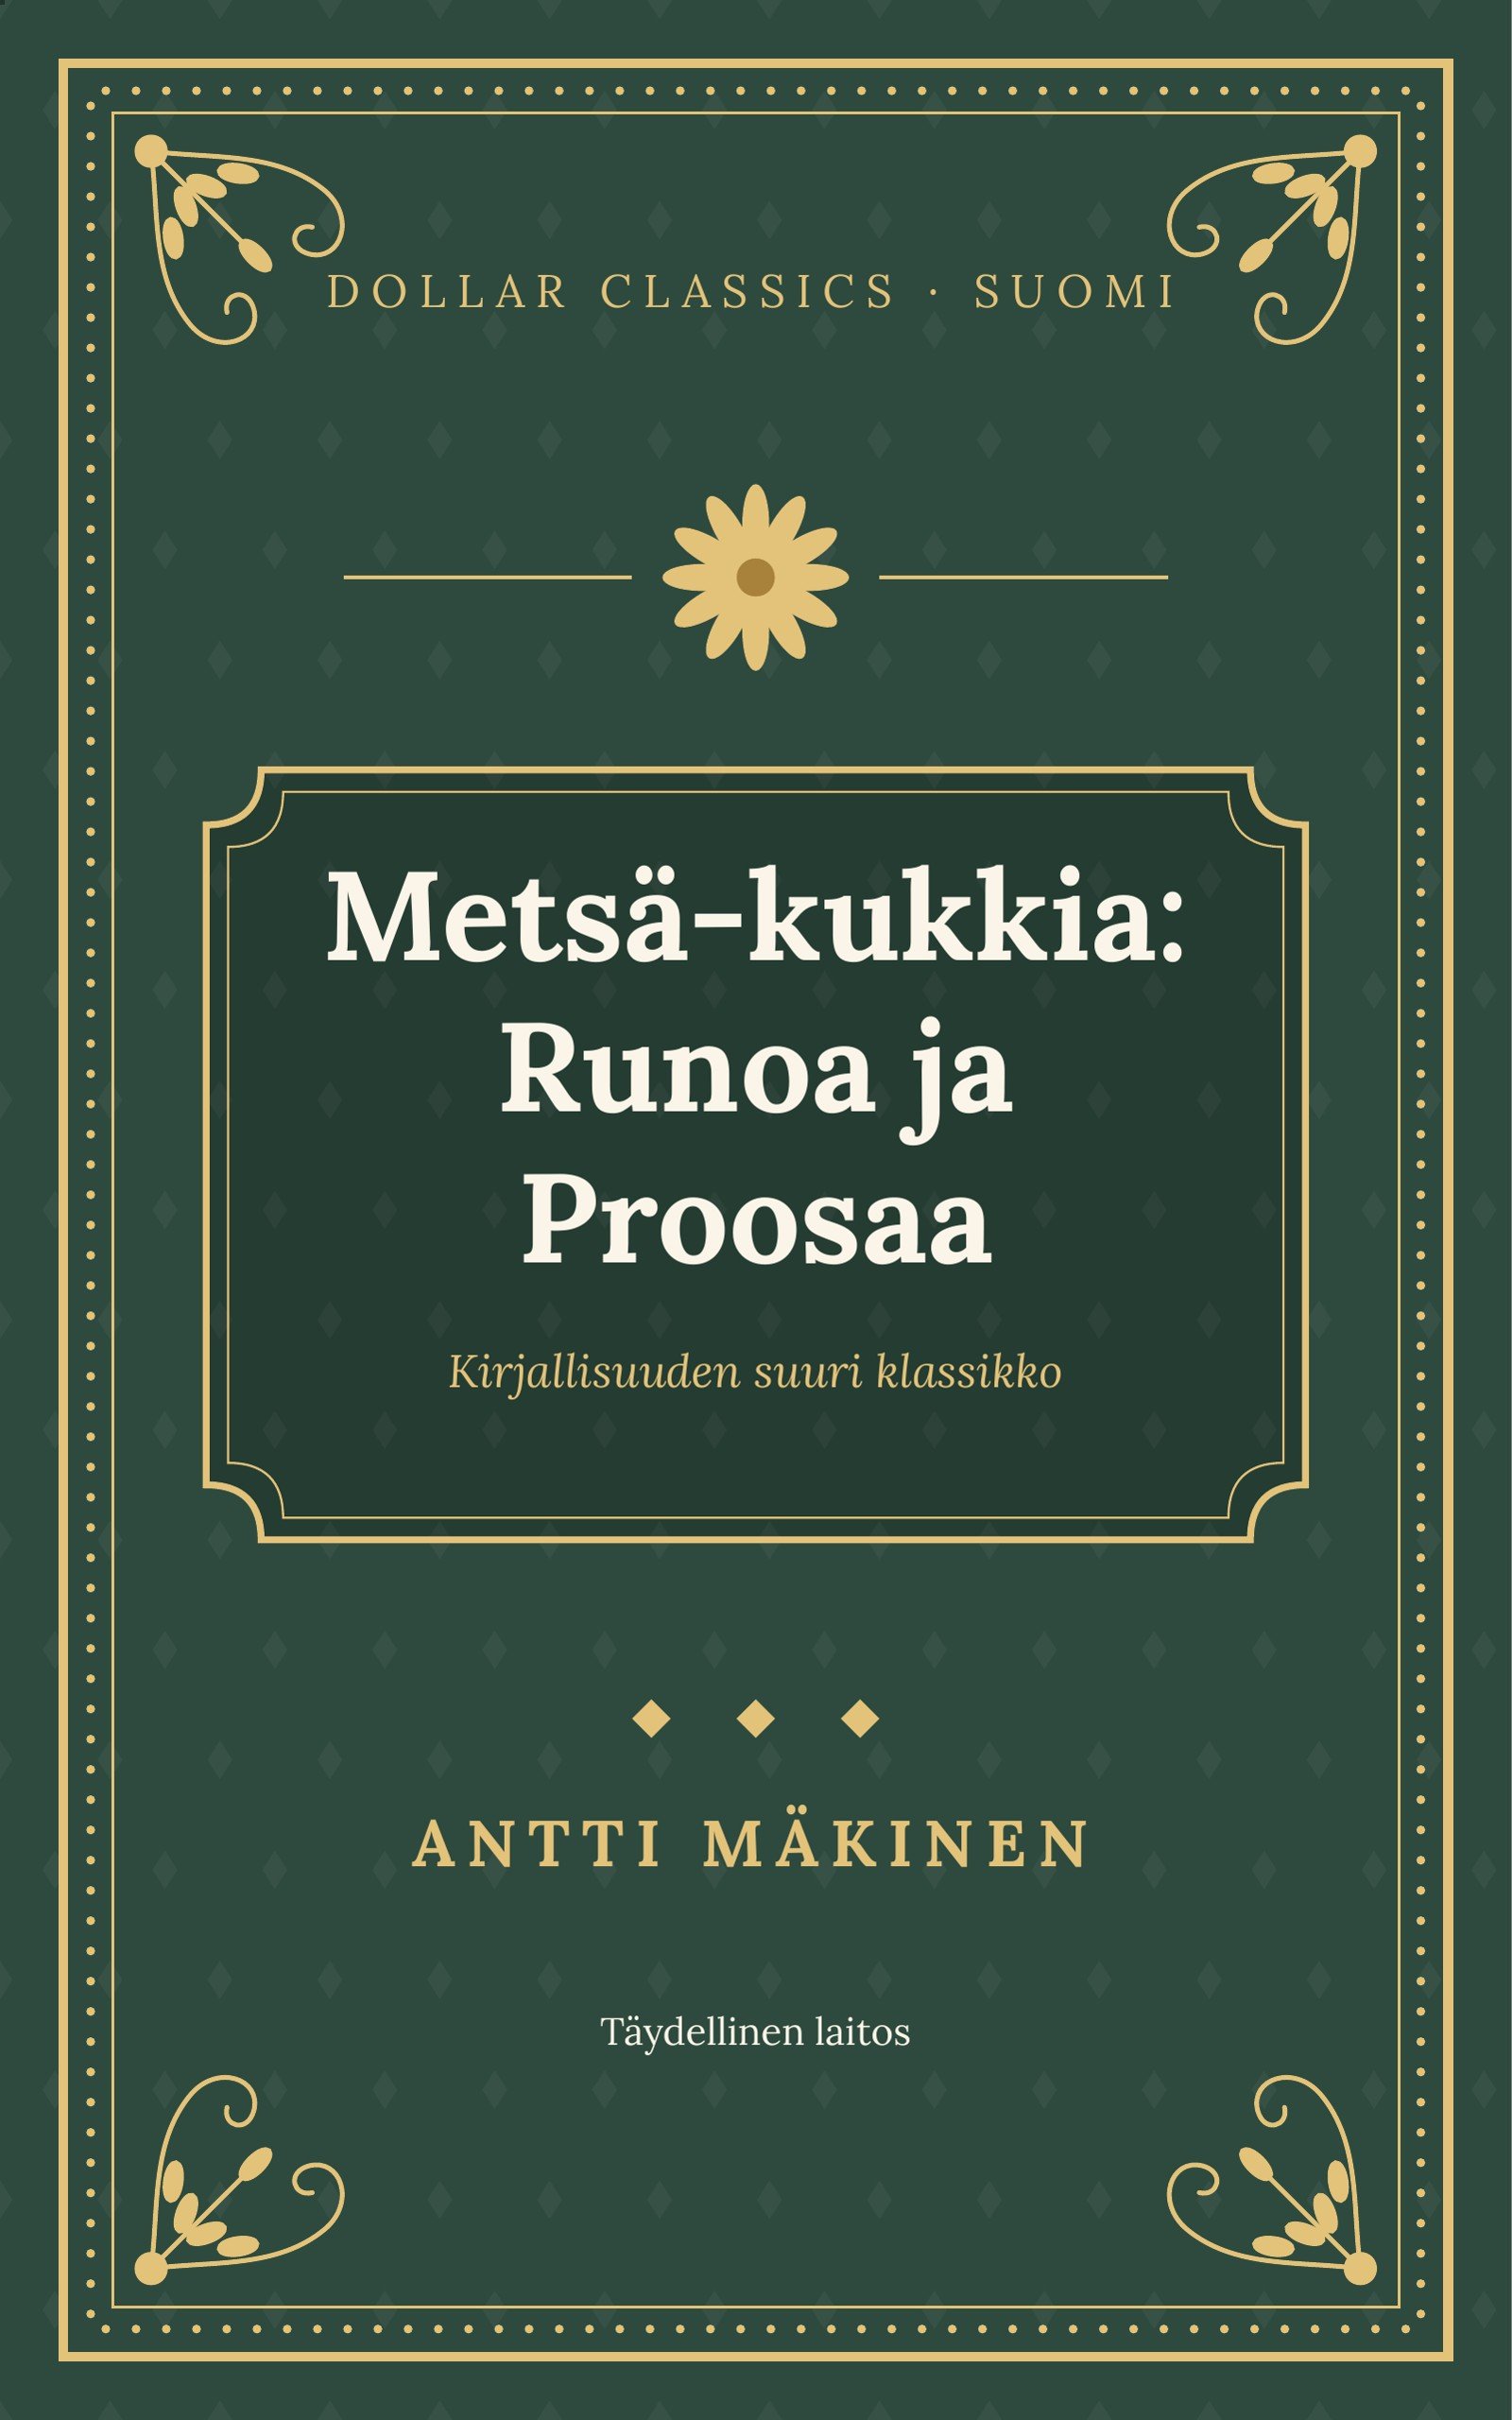 DOLLAR CLASSICS · SUOMI
Metsä-kukkia:
Runoa ja
Proosaa
Kirjallisuuden suuri klassikko
ANTTI MÄKINEN
Täydellinen laitos